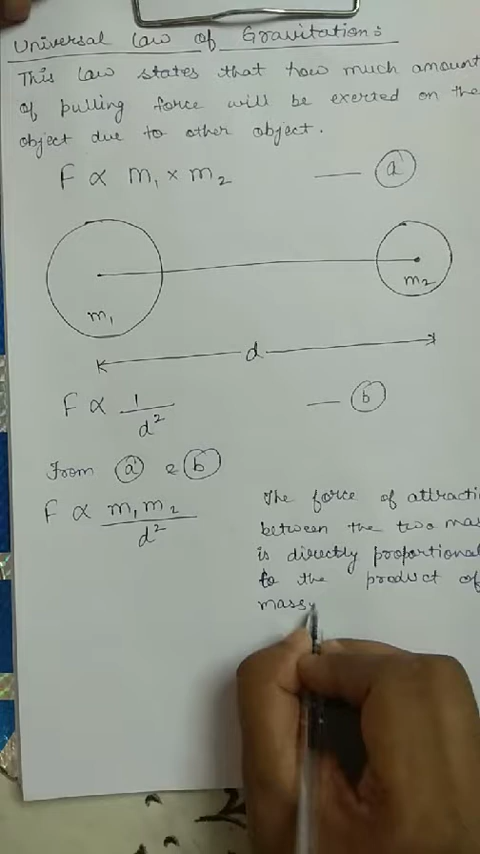 Universal Law of Gravitation:
This Law states that how much amount
of pulling force will be exerted on the
object due to other object.
F ∝ m₁ × m₂ — (a)
m₁
m₂
d
F ∝ 1/d² — (b)
From (a) & (b)
F ∝ m₁m₂/d²
The force of attracti
between the two mas
is directly proportional
to the product of
mass